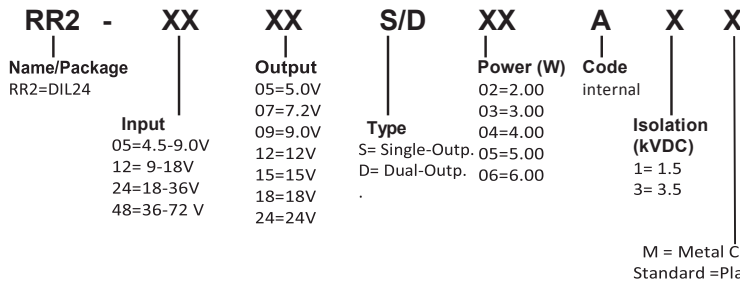 RR2 - XX XX S/D XX A X X
Name/Package
RR2=DIL24
Input
05=4.5-9.0V
12= 9-18V
24=18-36V
48=36-72 V
Output
05=5.0V
07=7.2V
09=9.0V
12=12V
15=15V
18=18V
24=24V
Type
S= Single-Outp.
D= Dual-Outp.
.
Power (W)
02=2.00
03=3.00
04=4.00
05=5.00
06=6.00
Code
internal
Isolation
(kVDC)
1= 1.5
3= 3.5
M = Metal C
Standard =Pla